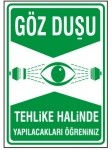 GÖZ DUŞU
TEHLİKE HALİNDE
YAPILACAKLARI ÖĞRENİNİZ